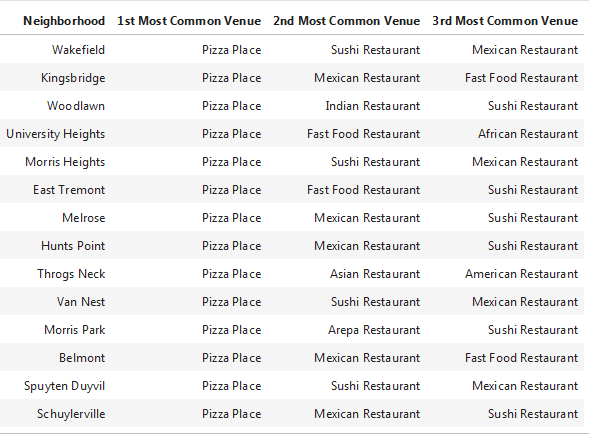 Neighborhood 1st Most Common Venue 2nd Most Common Venue 3rd Most Common Venue
Wakefield Pizza Place Sushi Restaurant Mexican Restaurant
Kingsbridge Pizza Place Mexican Restaurant Fast Food Restaurant
Woodlawn Pizza Place Indian Restaurant Sushi Restaurant
University Heights Pizza Place Fast Food Restaurant African Restaurant
Morris Heights Pizza Place Sushi Restaurant Mexican Restaurant
East Tremont Pizza Place Fast Food Restaurant Sushi Restaurant
Melrose Pizza Place Mexican Restaurant Sushi Restaurant
Hunts Point Pizza Place Mexican Restaurant Sushi Restaurant
Throgs Neck Pizza Place Asian Restaurant American Restaurant
Van Nest Pizza Place Sushi Restaurant Mexican Restaurant
Morris Park Pizza Place Arepa Restaurant Sushi Restaurant
Belmont Pizza Place Mexican Restaurant Fast Food Restaurant
Spuyten Duyvil Pizza Place Sushi Restaurant Mexican Restaurant
Schuylerville Pizza Place Mexican Restaurant Sushi Restaurant